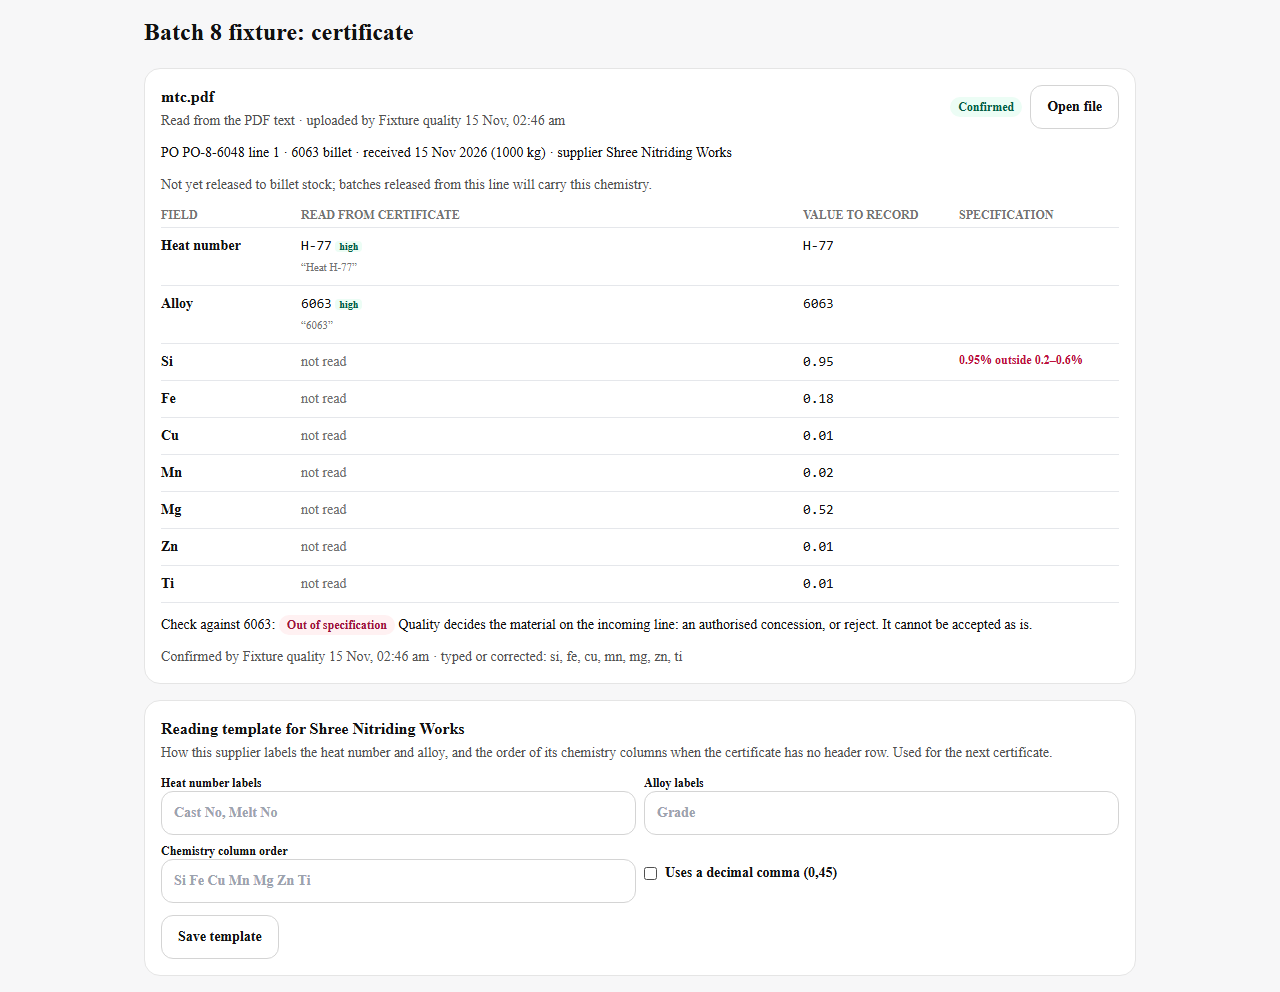 Batch 8 fixture: certificate
mtc.pdf
Confirmed
Open file
Read from the PDF text · uploaded by Fixture quality 15 Nov, 02:46 am
PO PO-8-6048 line 1 · 6063 billet · received 15 Nov 2026 (1000 kg) · supplier Shree Nitriding Works
Not yet released to billet stock; batches released from this line will carry this chemistry.
FIELD READ FROM CERTIFICATE VALUE TO RECORD SPECIFICATION
Heat number H-77 high H-77
“Heat H-77”
Alloy 6063 high 6063
“6063”
Si not read 0.95 0.95% outside 0.2–0.6%
Fe not read 0.18
Cu not read 0.01
Mn not read 0.02
Mg not read 0.52
Zn not read 0.01
Ti not read 0.01
Check against 6063: Out of specification Quality decides the material on the incoming line: an authorised concession, or reject. It cannot be accepted as is.
Confirmed by Fixture quality 15 Nov, 02:46 am · typed or corrected: si, fe, cu, mn, mg, zn, ti
Reading template for Shree Nitriding Works
How this supplier labels the heat number and alloy, and the order of its chemistry columns when the certificate has no header row. Used for the next certificate.
Heat number labels Alloy labels
Cast No, Melt No Grade
Chemistry column order
Si Fe Cu Mn Mg Zn Ti
Uses a decimal comma (0,45)
Save template